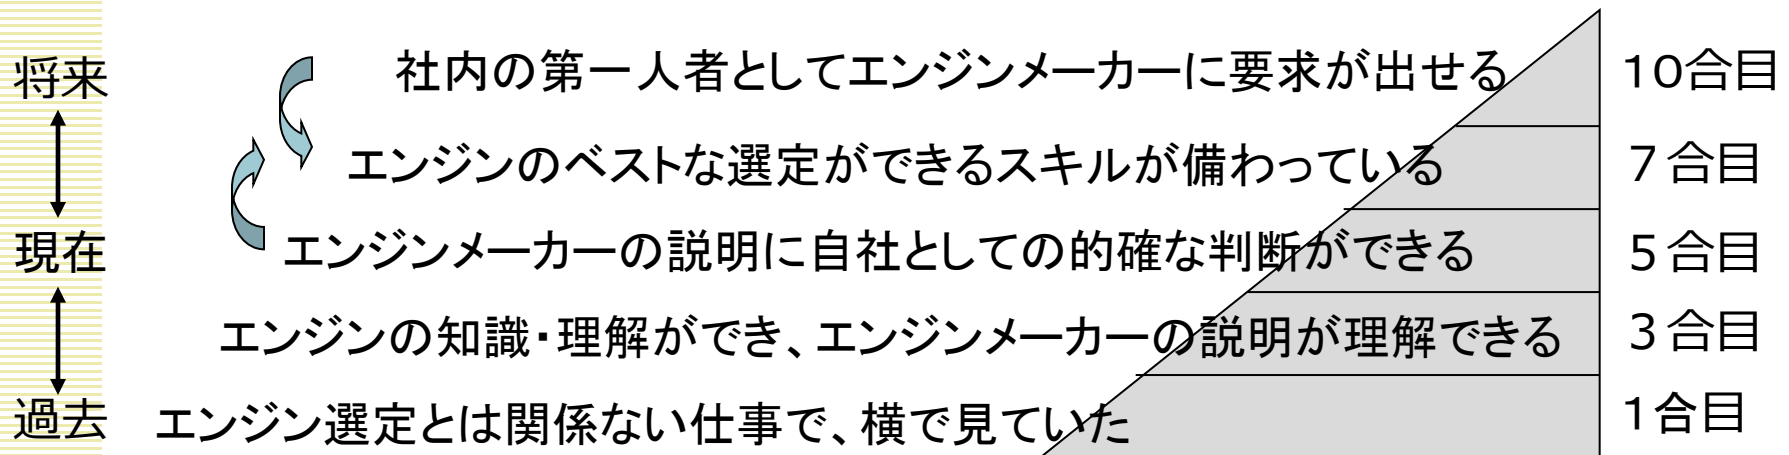 将来 社内の第一人者としてエンジンメーカーに要求が出せる 10合目
エンジンのベストな選定ができるスキルが備わっている 7合目
現在 エンジンメーカーの説明に自社としての的確な判断ができる 5合目
エンジンの知識・理解ができ、エンジンメーカーの説明が理解できる 3合目
過去 エンジン選定とは関係ない仕事で、横で見ていた 1合目